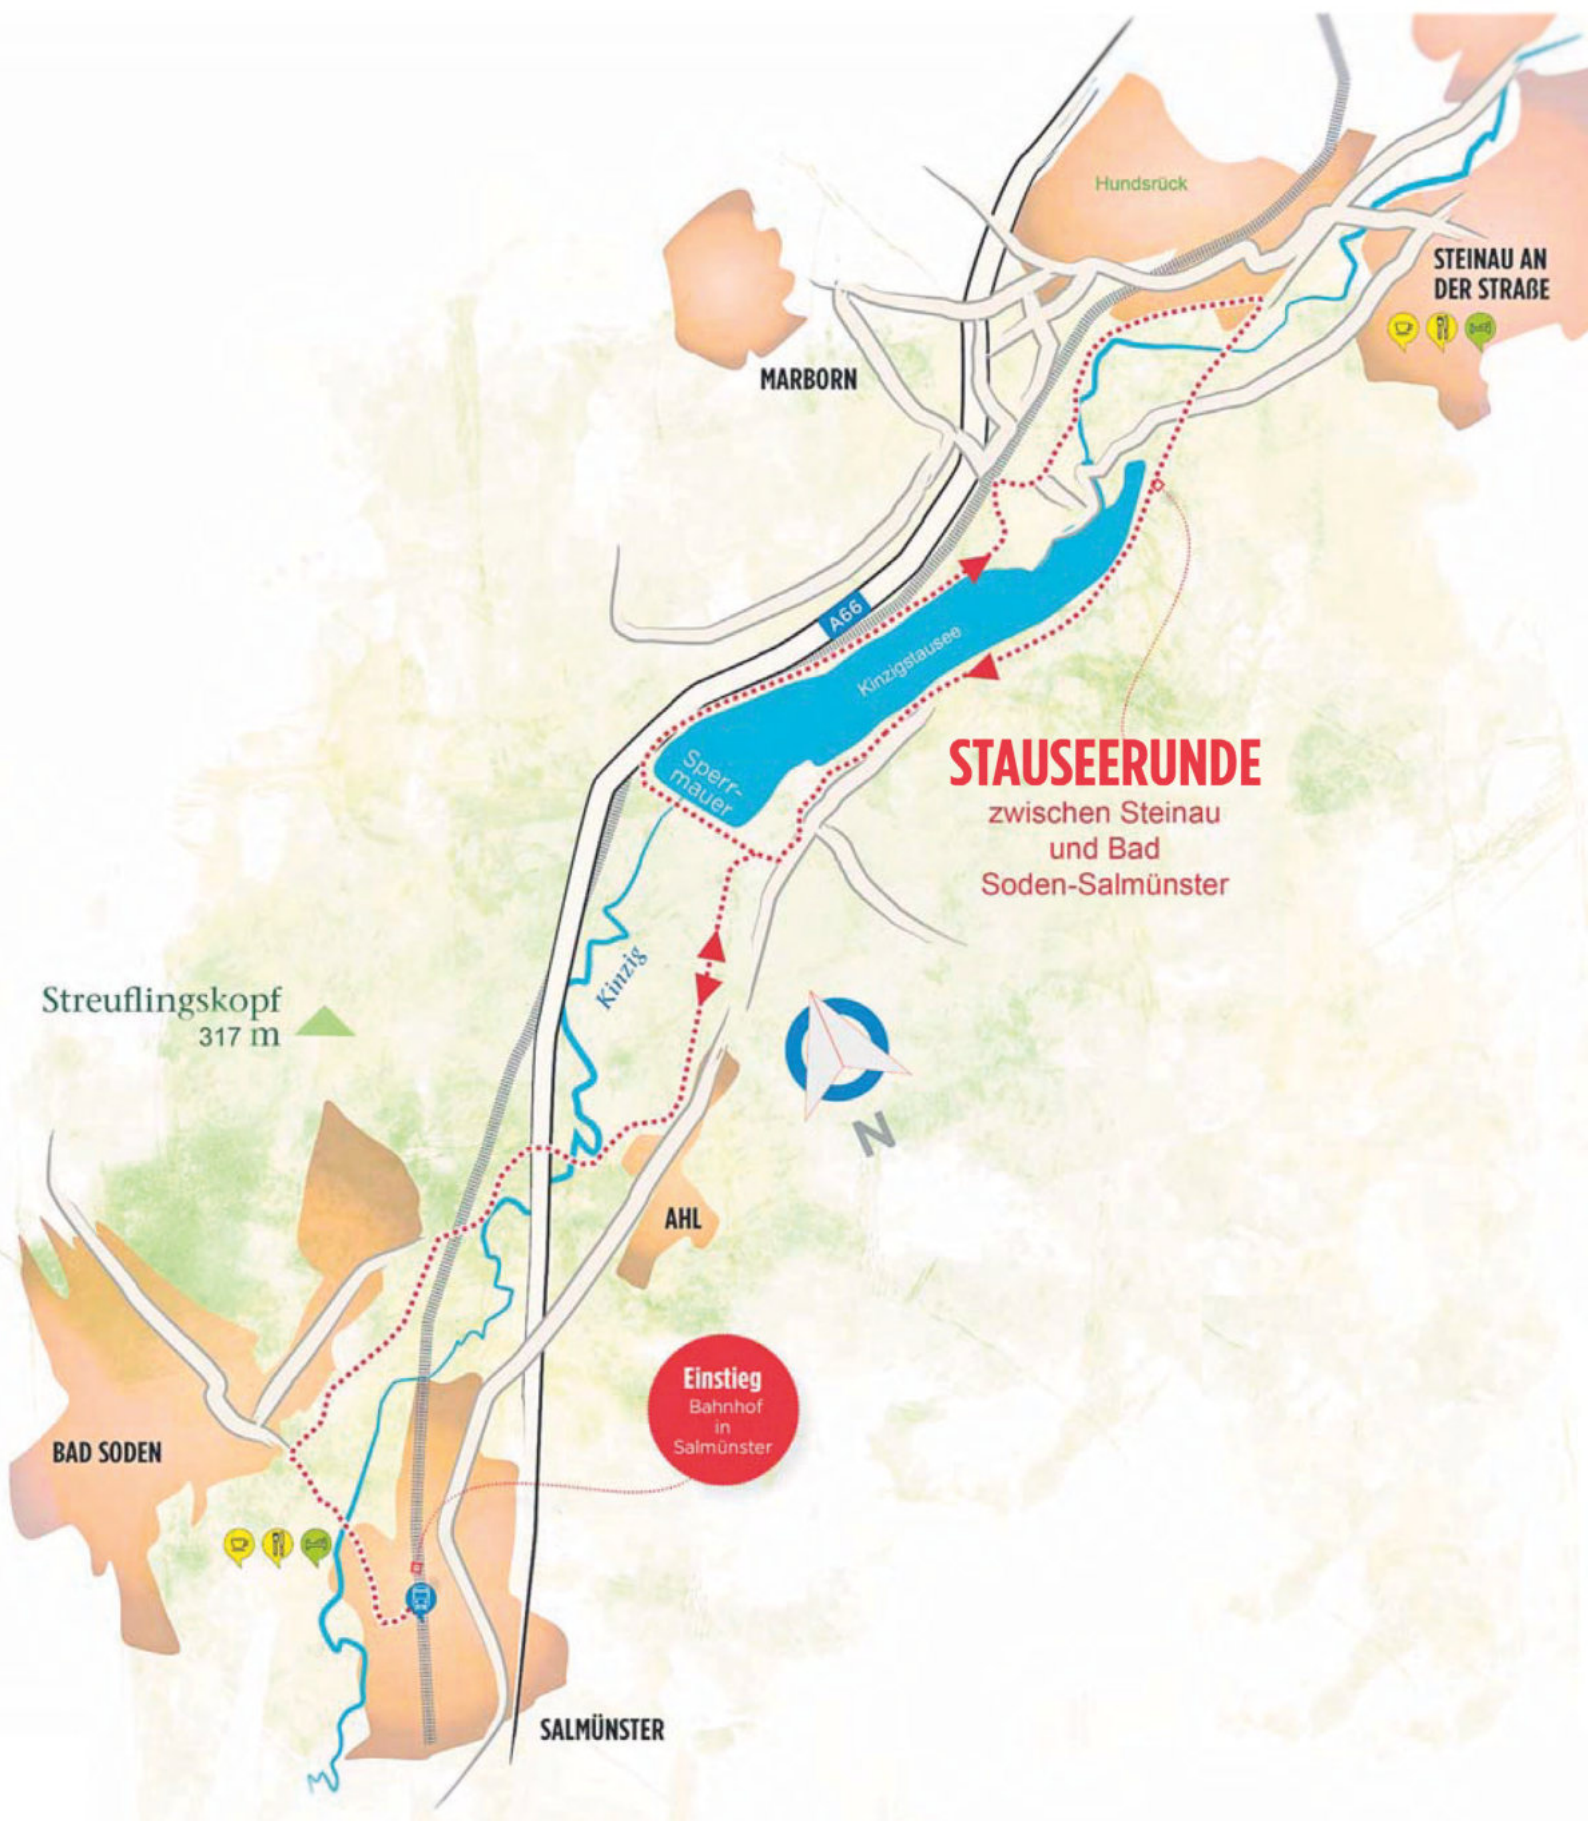 Hundsrück
STEINAU AN
DER STRAßE
MARBORN
A66
Kinzigstausee
Sperr-
mauer
STAUSEERUNDE
zwischen Steinau
und Bad
Soden-Salmünster
Kinzig
Streuflingskopf
317 m
N
AHL
Einstieg
Bahnhof
in
Salmünster
BAD SODEN
SALMÜNSTER